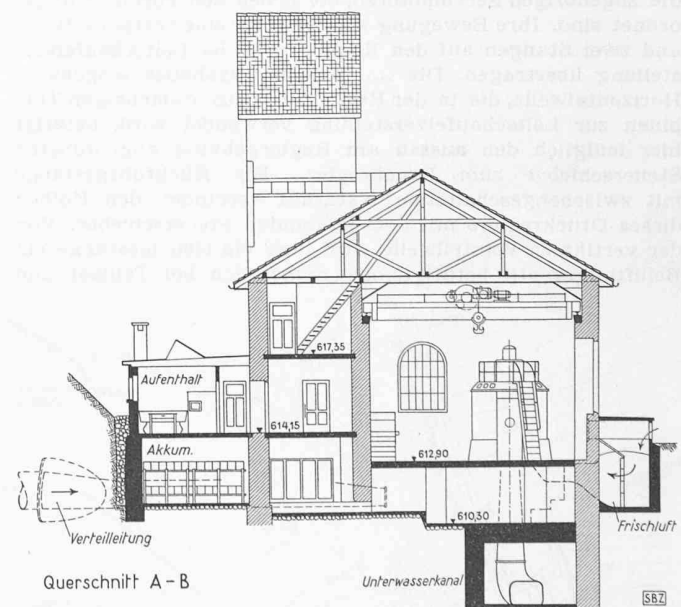 617,35
Aufenthalt
614,15
Akkum.
612,90
610,30
Verteilleitung
Frischluft
Querschnitt A-B
Unterwasserkanal
SBZ